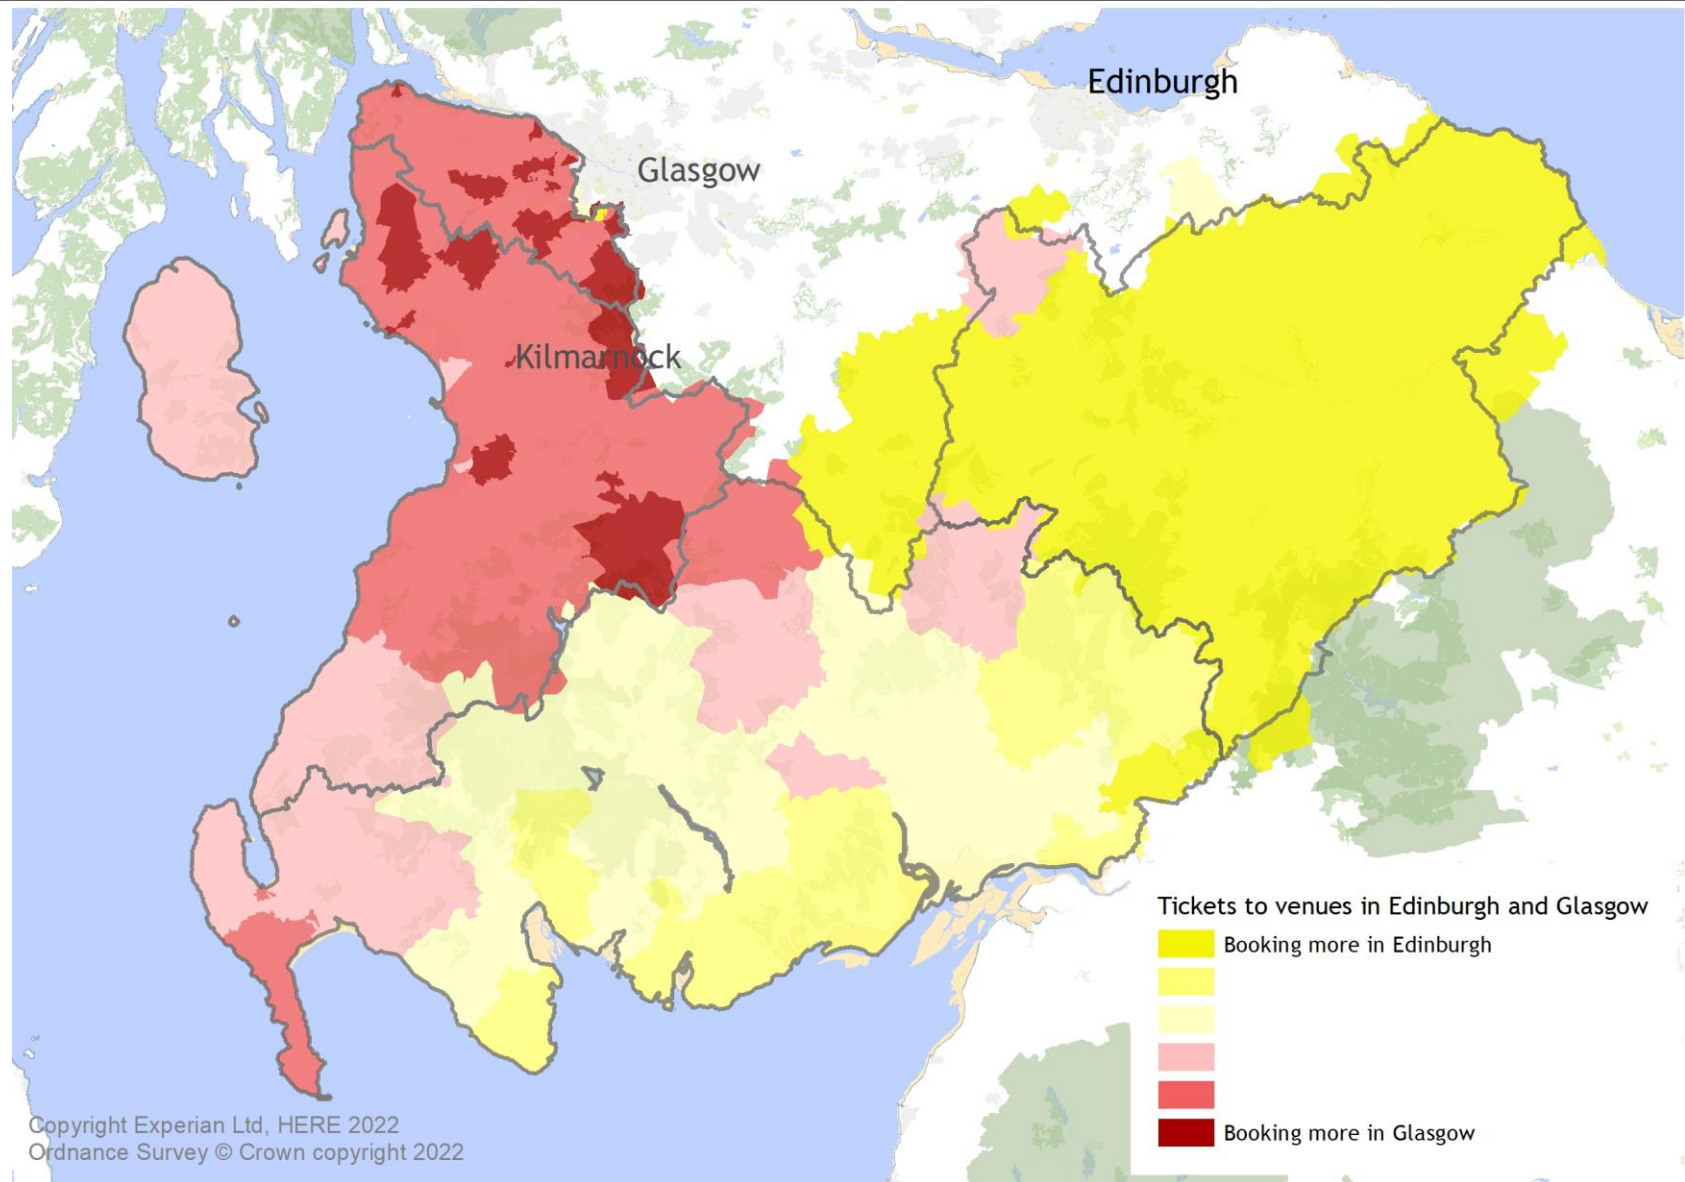 Edinburgh
Glasgow
Kilmarnock
Tickets to venues in Edinburgh and Glasgow
Booking more in Edinburgh
Booking more in Glasgow
Copyright Experian Ltd, HERE 2022
Ordnance Survey © Crown copyright 2022